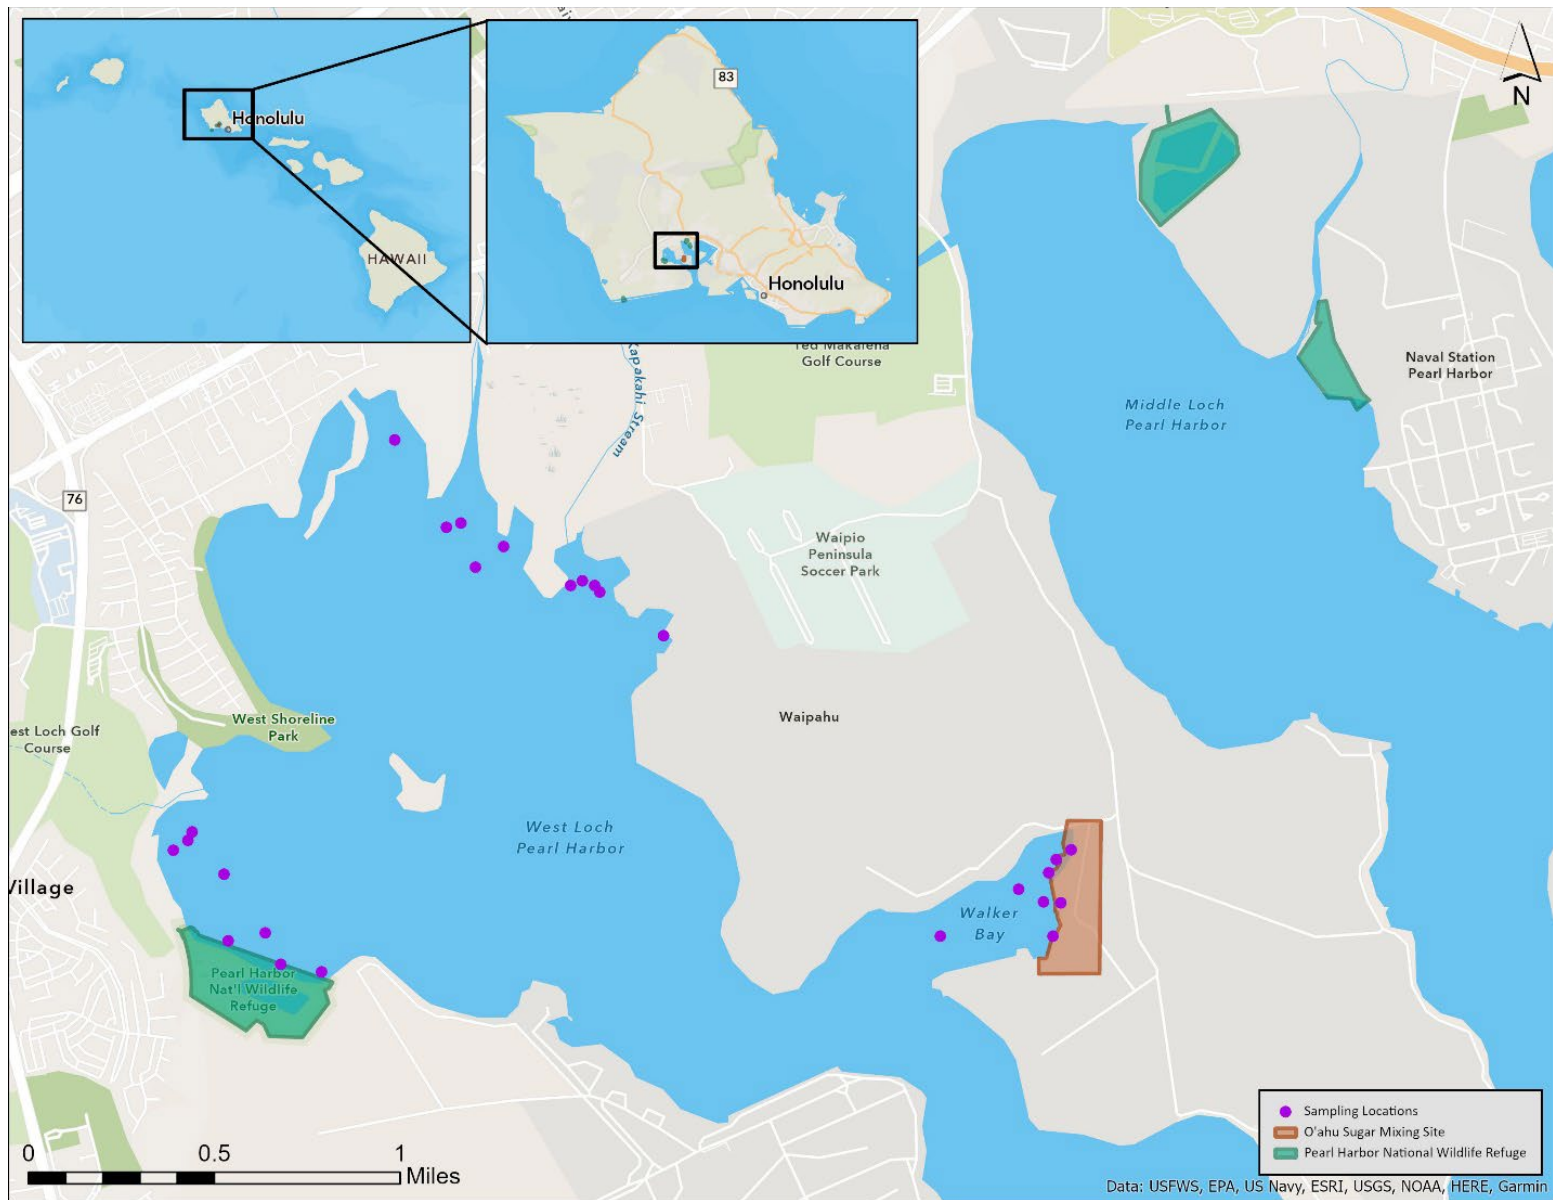 Honolulu
HAWAII
83
Honolulu
N
Golf Course
Kapakahi Stream
Naval Station
Pearl Harbor
Middle Loch
Pearl Harbor
76
Waipio
Peninsula
Soccer Park
West Shoreline
Park
est Loch Golf
Course
Waipahu
West Loch
Pearl Harbor
Village
Walker
Bay
Pearl Harbor
Nat'l Wildlife
Refuge
Sampling Locations
O'ahu Sugar Mixing Site
Pearl Harbor National Wildlife Refuge
0 0.5 1
Miles
Data: USFWS, EPA, US Navy, ESRI, USGS, NOAA, HERE, Garmin